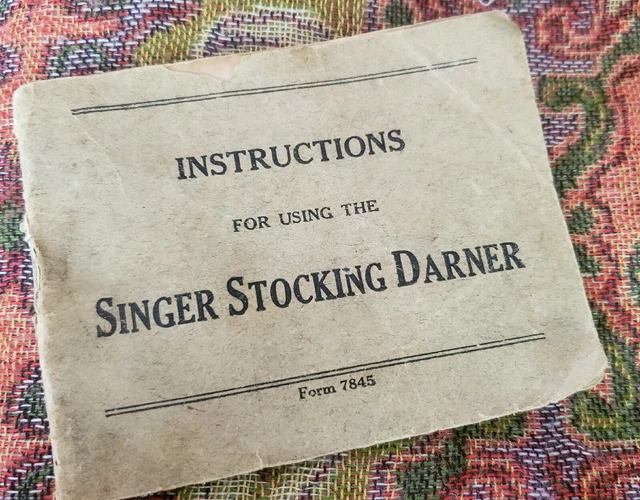 INSTRUCTIONS
FOR USING THE
SINGER STOCKING DARNER
Form 7845